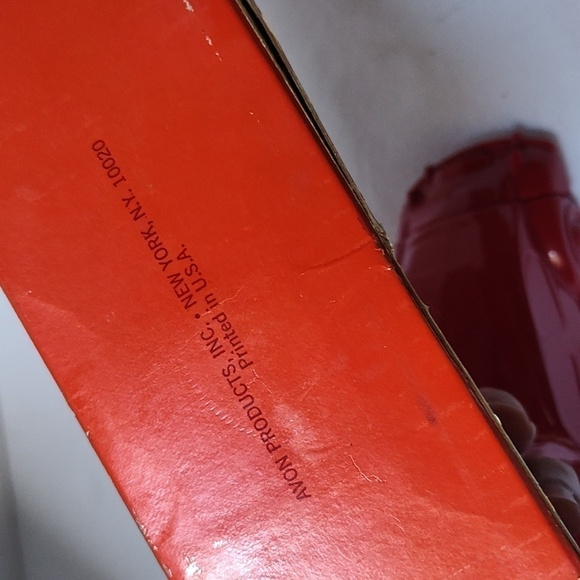 AVON PRODUCTS, INC. • NEW YORK, N.Y. 10020
Printed in U.S.A.